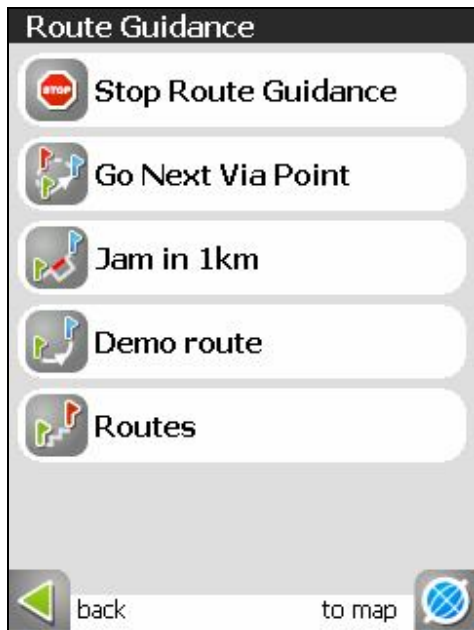 Route Guidance
STOP
Stop Route Guidance
Go Next Via Point
Jam in 1km
Demo route
Routes
back
to map